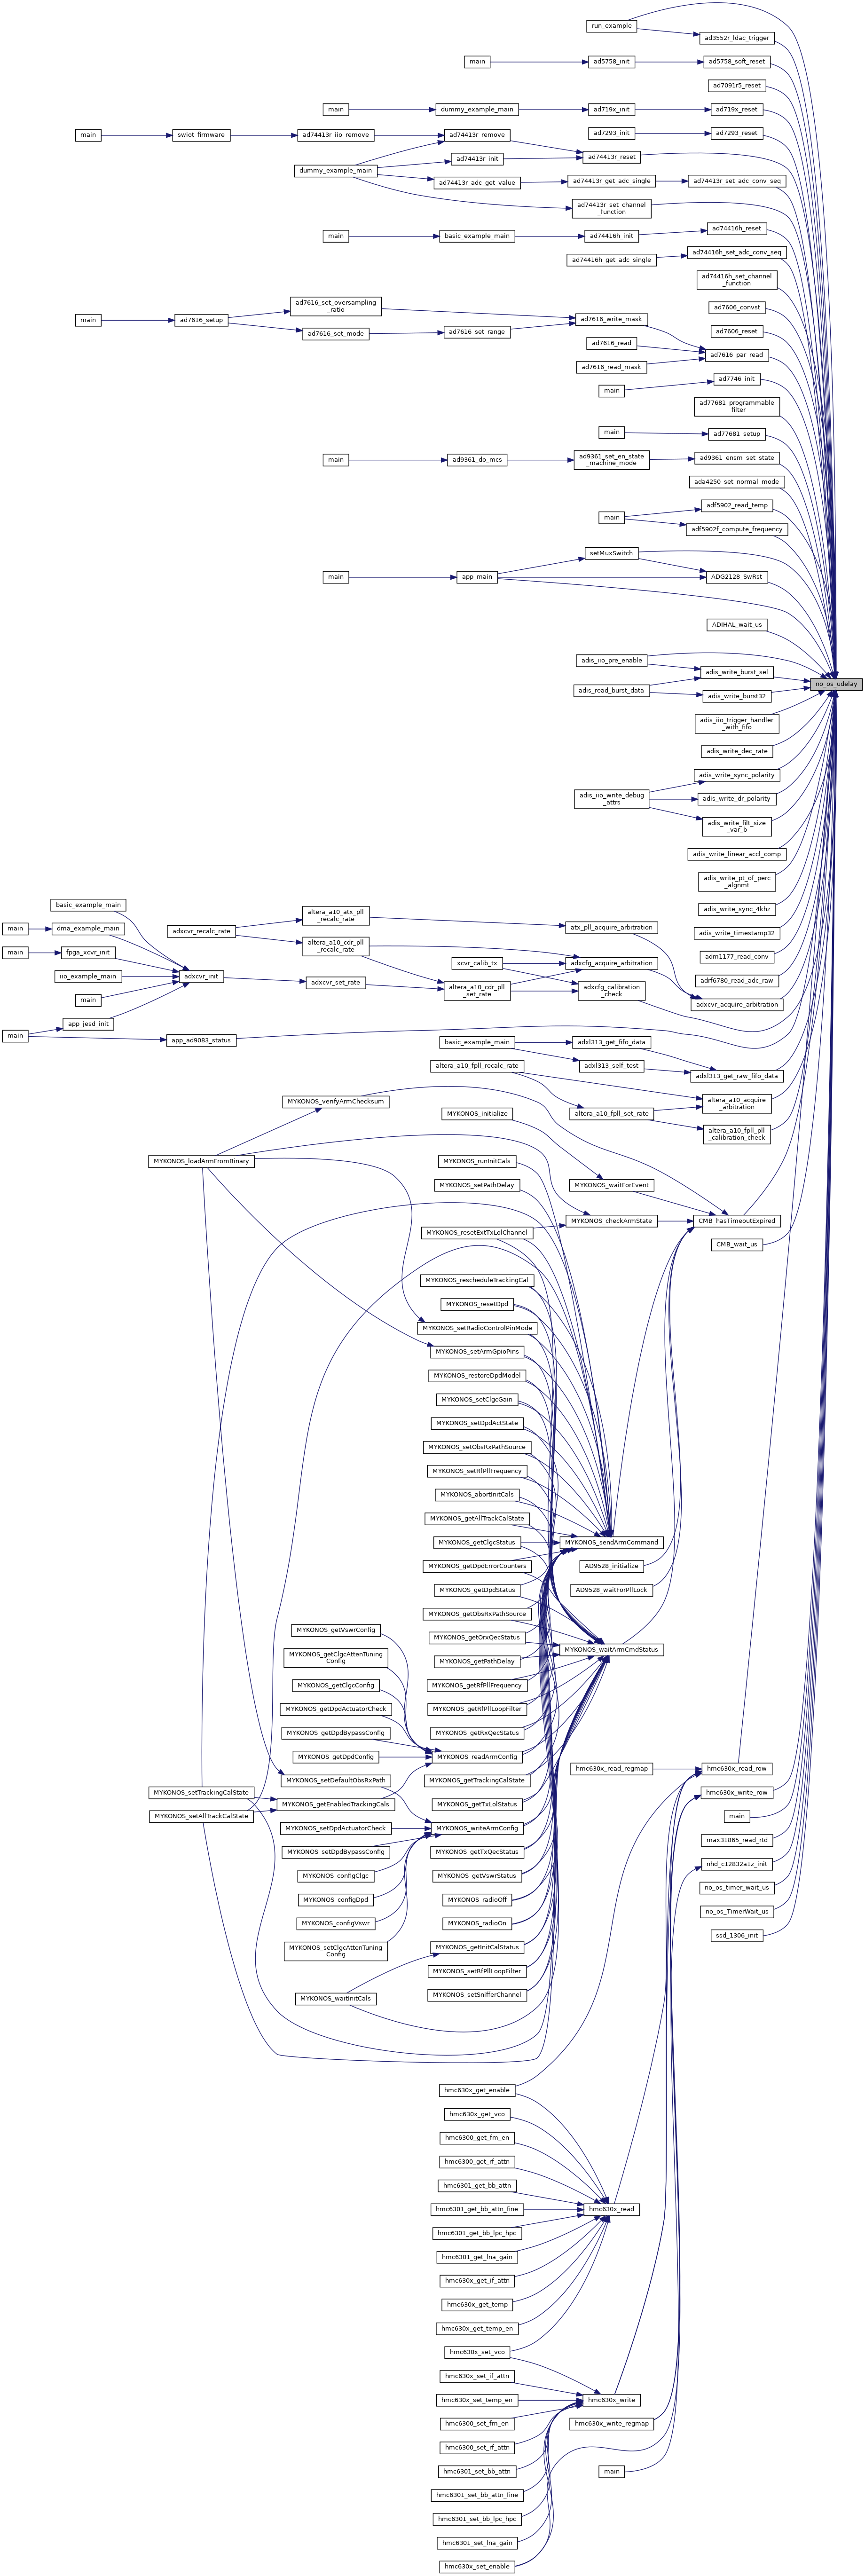 run_example
ad3552r_ldac_trigger
main
ad5758_init
ad5758_soft_reset
ad7091r5_reset
main
dummy_example_main
ad719x_init
ad719x_reset
main
swiot_firmware
ad74413r_iio_remove
ad74413r_remove
ad7293_init
ad7293_reset
ad74413r_init
ad74413r_reset
dummy_example_main
ad74413r_adc_get_value
ad74413r_get_adc_single
ad74413r_set_adc_conv_seq
ad74413r_set_channel
_function
main
basic_example_main
ad74416h_init
ad74416h_reset
ad74416h_get_adc_single
ad74416h_set_adc_conv_seq
ad74416h_set_channel
_function
ad7616_set_oversampling
_ratio
ad7606_convst
main
ad7616_setup
ad7616_write_mask
ad7616_set_mode
ad7616_set_range
ad7606_reset
ad7616_read
ad7616_par_read
ad7616_read_mask
ad7746_init
main
ad77681_programmable
_filter
main
ad77681_setup
main
ad9361_do_mcs
ad9361_set_en_state
_machine_mode
ad9361_ensm_set_state
ada4250_set_normal_mode
adf5902_read_temp
main
adf5902f_compute_frequency
setMuxSwitch
main
app_main
ADG2128_SwRst
ADIHAL_wait_us
adis_iio_pre_enable
adis_write_burst_sel
no_os_udelay
adis_read_burst_data
adis_write_burst32
adis_iio_trigger_handler
_with_fifo
adis_write_dec_rate
adis_write_sync_polarity
adis_iio_write_debug
_attrs
adis_write_dr_polarity
adis_write_filt_size
_var_b
adis_write_linear_accl_comp
adis_write_pt_of_perc
_algnmt
basic_example_main
altera_a10_atx_pll
_recalc_rate
adis_write_sync_4khz
main
dma_example_main
adxcvr_recalc_rate
atx_pll_acquire_arbitration
adis_write_timestamp32
main
fpga_xcvr_init
altera_a10_cdr_pll
_recalc_rate
adm1177_read_conv
xcvr_calib_tx
adxcfg_acquire_arbitration
iio_example_main
adxcvr_init
adxcvr_set_rate
adrf6780_read_adc_raw
altera_a10_cdr_pll
_set_rate
adxcfg_calibration
_check
main
adxcvr_acquire_arbitration
app_jesd_init
main
app_ad9083_status
basic_example_main
adxl313_get_fifo_data
altera_a10_fpll_recalc_rate
adxl313_self_test
adxl313_get_raw_fifo_data
MYKONOS_verifyArmChecksum
altera_a10_acquire
_arbitration
MYKONOS_initialize
altera_a10_fpll_set_rate
altera_a10_fpll_pll
_calibration_check
MYKONOS_loadArmFromBinary
MYKONOS_runInitCals
MYKONOS_setPathDelay
MYKONOS_waitForEvent
MYKONOS_checkArmState
CMB_hasTimeoutExpired
MYKONOS_resetExtTxLolChannel
CMB_wait_us
MYKONOS_rescheduleTrackingCal
MYKONOS_resetDpd
MYKONOS_setRadioControlPinMode
MYKONOS_setArmGpioPins
MYKONOS_restoreDpdModel
MYKONOS_setClgcGain
MYKONOS_setDpdActState
MYKONOS_setObsRxPathSource
MYKONOS_setRfPllFrequency
MYKONOS_abortInitCals
MYKONOS_getAllTrackCalState
MYKONOS_getClgcStatus
MYKONOS_sendArmCommand
MYKONOS_getDpdErrorCounters
AD9528_initialize
MYKONOS_getDpdStatus
AD9528_waitForPllLock
MYKONOS_getObsRxPathSource
MYKONOS_getVswrConfig
MYKONOS_getOrxQecStatus
MYKONOS_waitArmCmdStatus
MYKONOS_getClgcAttenTuning
Config
MYKONOS_getPathDelay
MYKONOS_getClgcConfig
MYKONOS_getRfPllFrequency
MYKONOS_getDpdActuatorCheck
MYKONOS_getRfPllLoopFilter
MYKONOS_getDpdBypassConfig
MYKONOS_getRxQecStatus
MYKONOS_getDpdConfig
MYKONOS_readArmConfig
hmc630x_read_regmap
hmc630x_read_row
MYKONOS_setDefaultObsRxPath
MYKONOS_getTrackingCalState
MYKONOS_setTrackingCalState
hmc630x_write_row
MYKONOS_getEnabledTrackingCals
MYKONOS_getTxLolStatus
MYKONOS_setAllTrackCalState
main
MYKONOS_setDpdActuatorCheck
MYKONOS_writeArmConfig
max31865_read_rtd
MYKONOS_setDpdBypassConfig
MYKONOS_getTxQecStatus
nhd_c12832a1z_init
MYKONOS_configClgc
MYKONOS_getVswrStatus
no_os_timer_wait_us
MYKONOS_configDpd
MYKONOS_radioOff
no_os_TimerWait_us
MYKONOS_configVswr
MYKONOS_radioOn
ssd_1306_init
MYKONOS_setClgcAttenTuning
Config
MYKONOS_getInitCalStatus
MYKONOS_setRfPllLoopFilter
MYKONOS_waitInitCals
MYKONOS_setSnifferChannel
hmc630x_get_enable
hmc630x_get_vco
hmc6300_get_fm_en
hmc6300_get_rf_attn
hmc6301_get_bb_attn
hmc6301_get_bb_attn_fine
hmc630x_read
hmc6301_get_bb_lpc_hpc
hmc6301_get_lna_gain
hmc630x_get_if_attn
hmc630x_get_temp
hmc630x_get_temp_en
hmc630x_set_vco
hmc630x_set_if_attn
hmc630x_set_temp_en
hmc630x_write
hmc6300_set_fm_en
hmc630x_write_regmap
hmc6300_set_rf_attn
hmc6301_set_bb_attn
main
hmc6301_set_bb_attn_fine
hmc6301_set_bb_lpc_hpc
hmc6301_set_lna_gain
hmc630x_set_enable